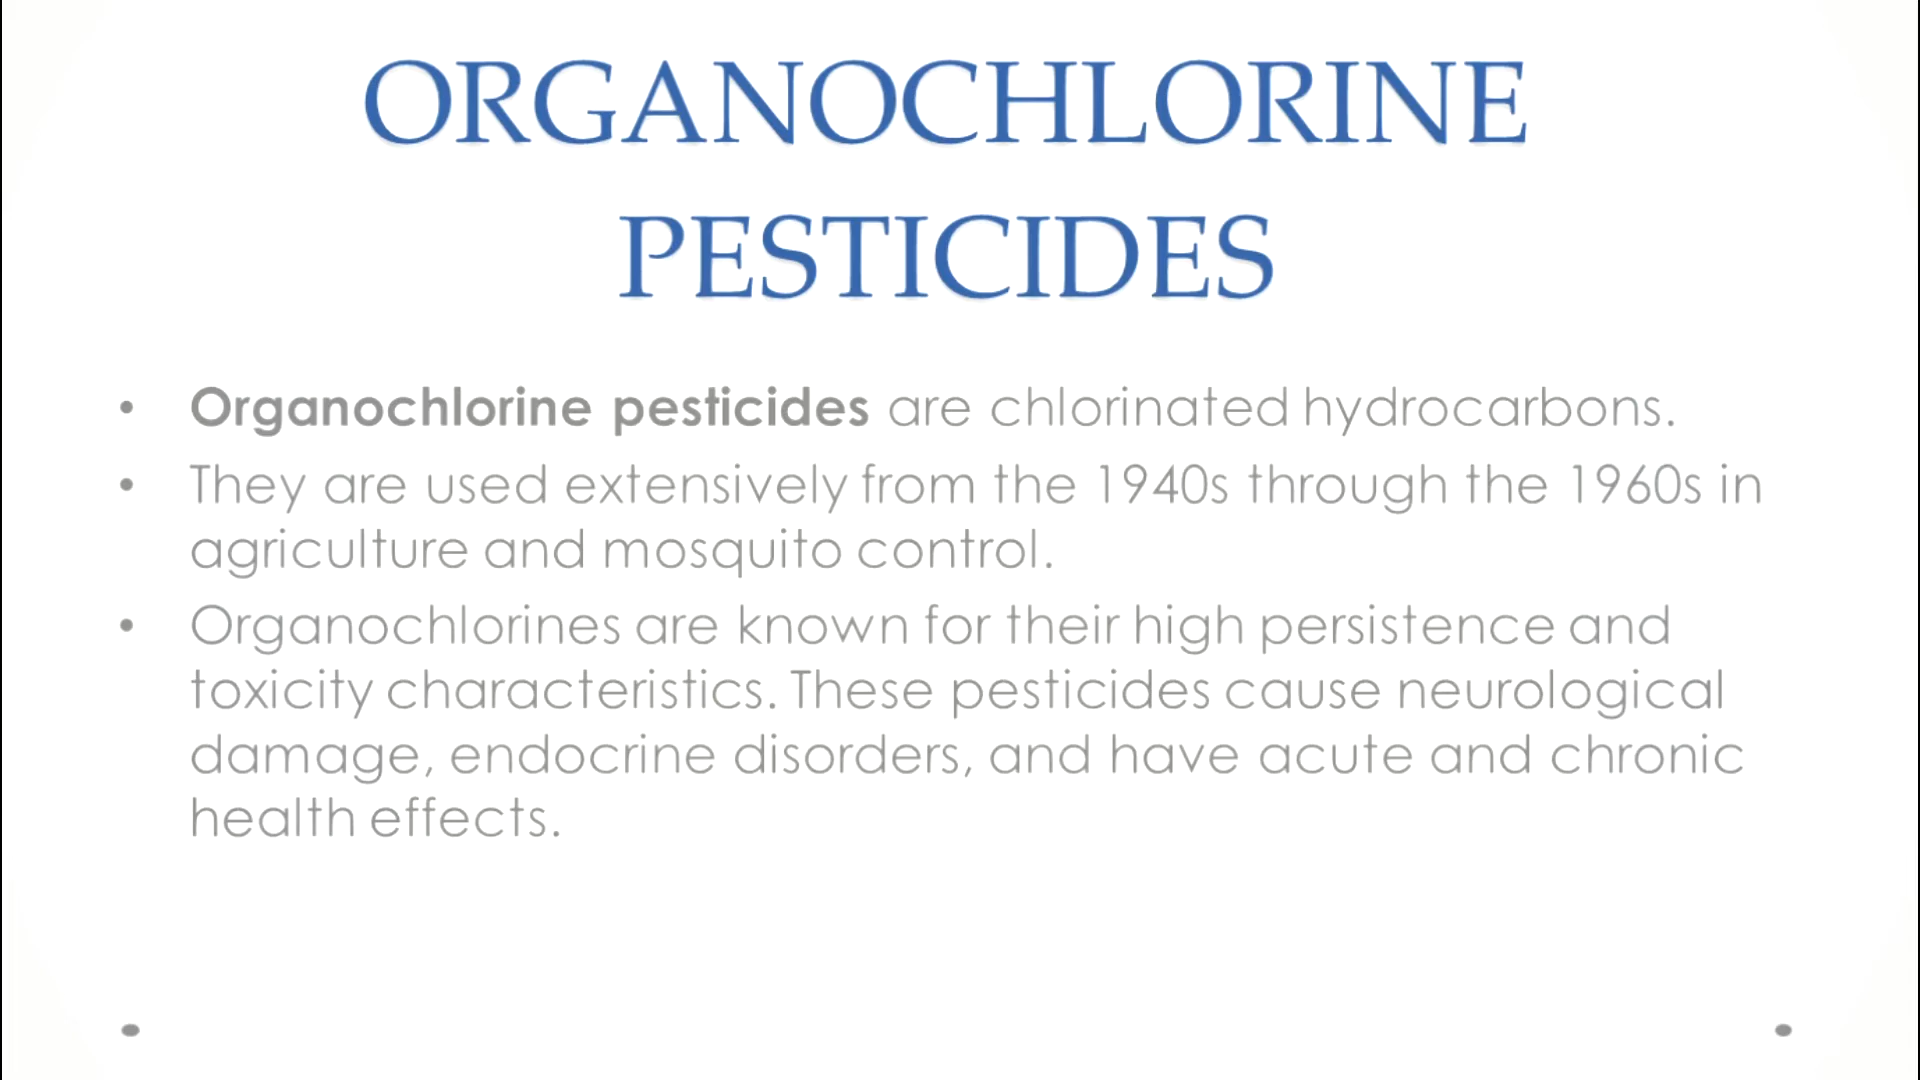 ORGANOCHLORINE
PESTICIDES
• Organochlorine pesticides are chlorinated hydrocarbons.
• They are used extensively from the 1940s through the 1960s in
agriculture and mosquito control.
• Organochlorines are known for their high persistence and
toxicity characteristics. These pesticides cause neurological
damage, endocrine disorders, and have acute and chronic
health effects.